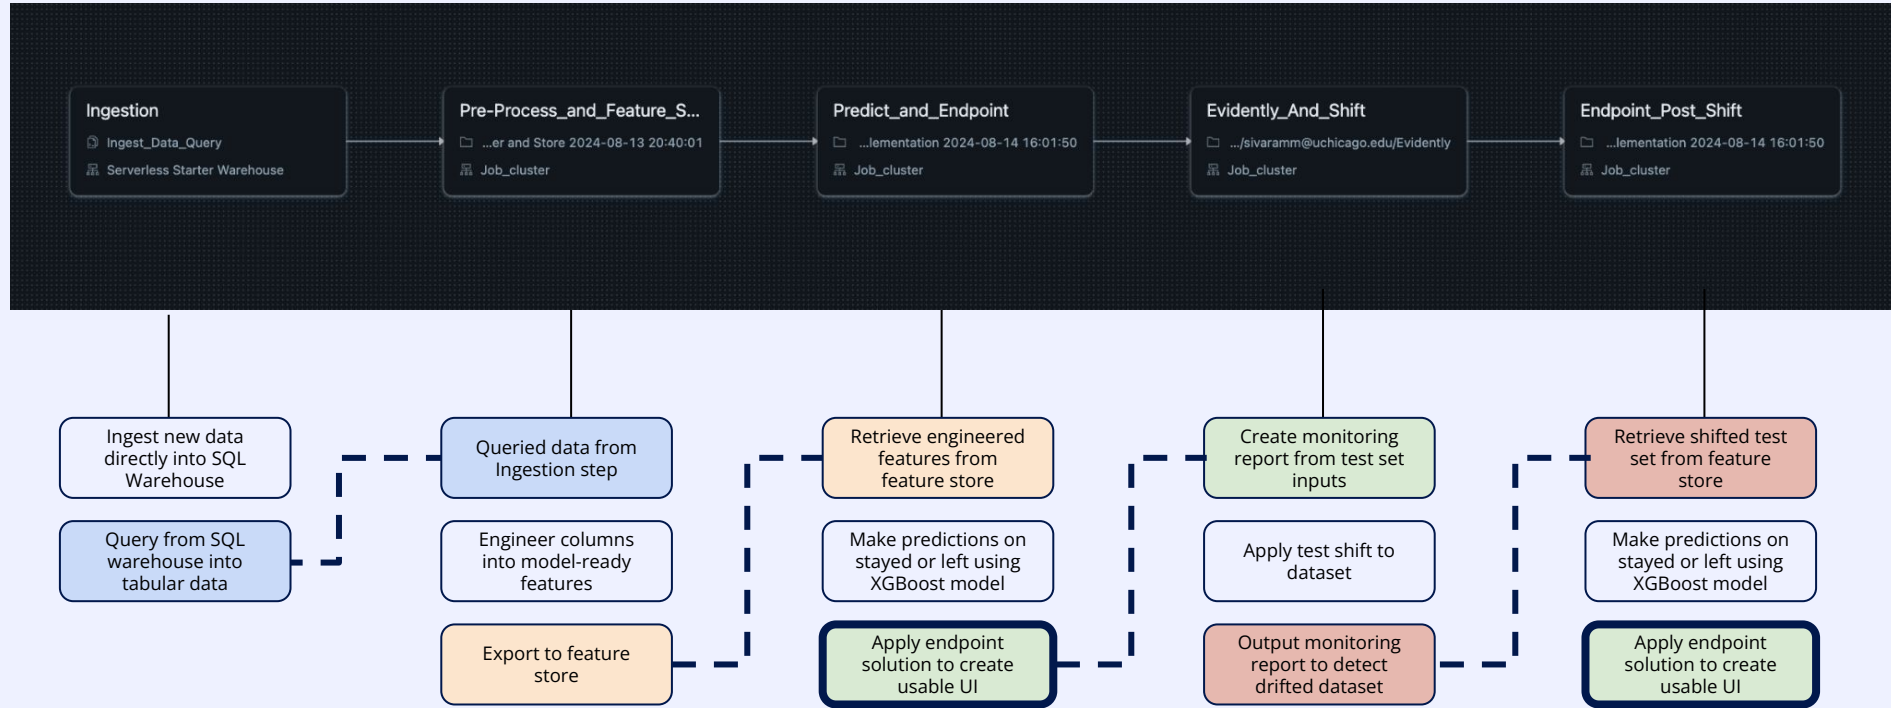 Ingestion
Ingest_Data_Query
Serverless Starter Warehouse
Pre-Process_and_Feature_S...
...er and Store 2024-08-13 20:40:01
Job_cluster
Predict_and_Endpoint
...lementation 2024-08-14 16:01:50
Job_cluster
Evidently_And_Shift
.../sivaramm@uchicago.edu/Evidently
Job_cluster
Endpoint_Post_Shift
...lementation 2024-08-14 16:01:50
Job_cluster
Ingest new data
directly into SQL
Warehouse
Query from SQL
warehouse into
tabular data
Queried data from
Ingestion step
Engineer columns
into model-ready
features
Export to feature
store
Retrieve engineered
features from
feature store
Make predictions on
stayed or left using
XGBoost model
Apply endpoint
solution to create
usable UI
Create monitoring
report from test set
inputs
Apply test shift to
dataset
Output monitoring
report to detect
drifted dataset
Retrieve shifted test
set from feature
store
Make predictions on
stayed or left using
XGBoost model
Apply endpoint
solution to create
usable UI